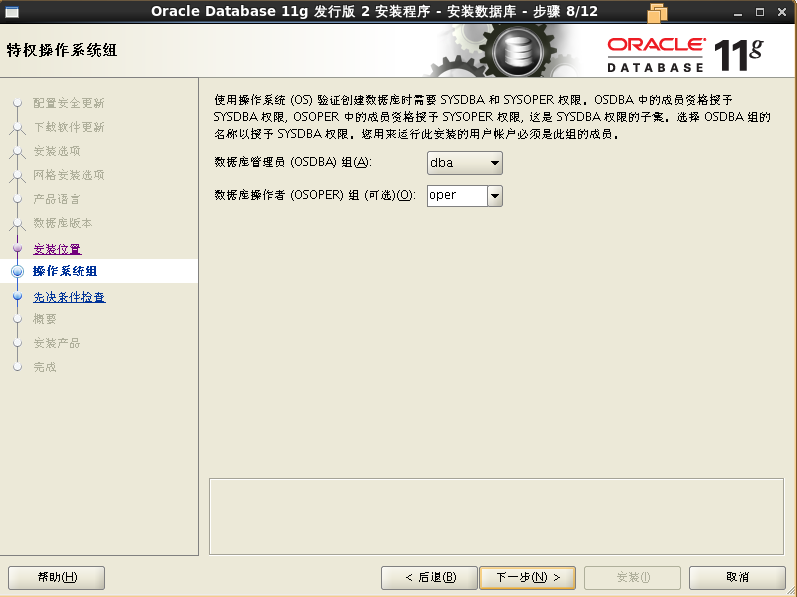 Oracle Database 11g 发行版 2 安装程序 - 安装数据库 - 步骤 8/12
特权操作系统组
ORACLE
DATABASE
11g
配置安全更新
下载软件更新
安装选项
网格安装选项
产品语言
数据库版本
安装位置
操作系统组
先决条件检查
概要
安装产品
完成
使用操作系统 (OS) 验证创建数据库时需要 SYSDBA 和 SYSOPER 权限。OSDBA 中的成员资格授予
SYSDBA 权限, OSOPER 中的成员资格授予 SYSOPER 权限, 这是 SYSDBA 权限的子集。选择 OSDBA 组的
名称以授予 SYSDBA 权限。您用来运行此安装的用户帐户必须是此组的成员。
数据库管理员 (OSDBA) 组(A): dba
数据库操作者 (OSOPER) 组 (可选)(O): oper
帮助(H) < 后退(B) 下一步(N) > 安装(I) 取消